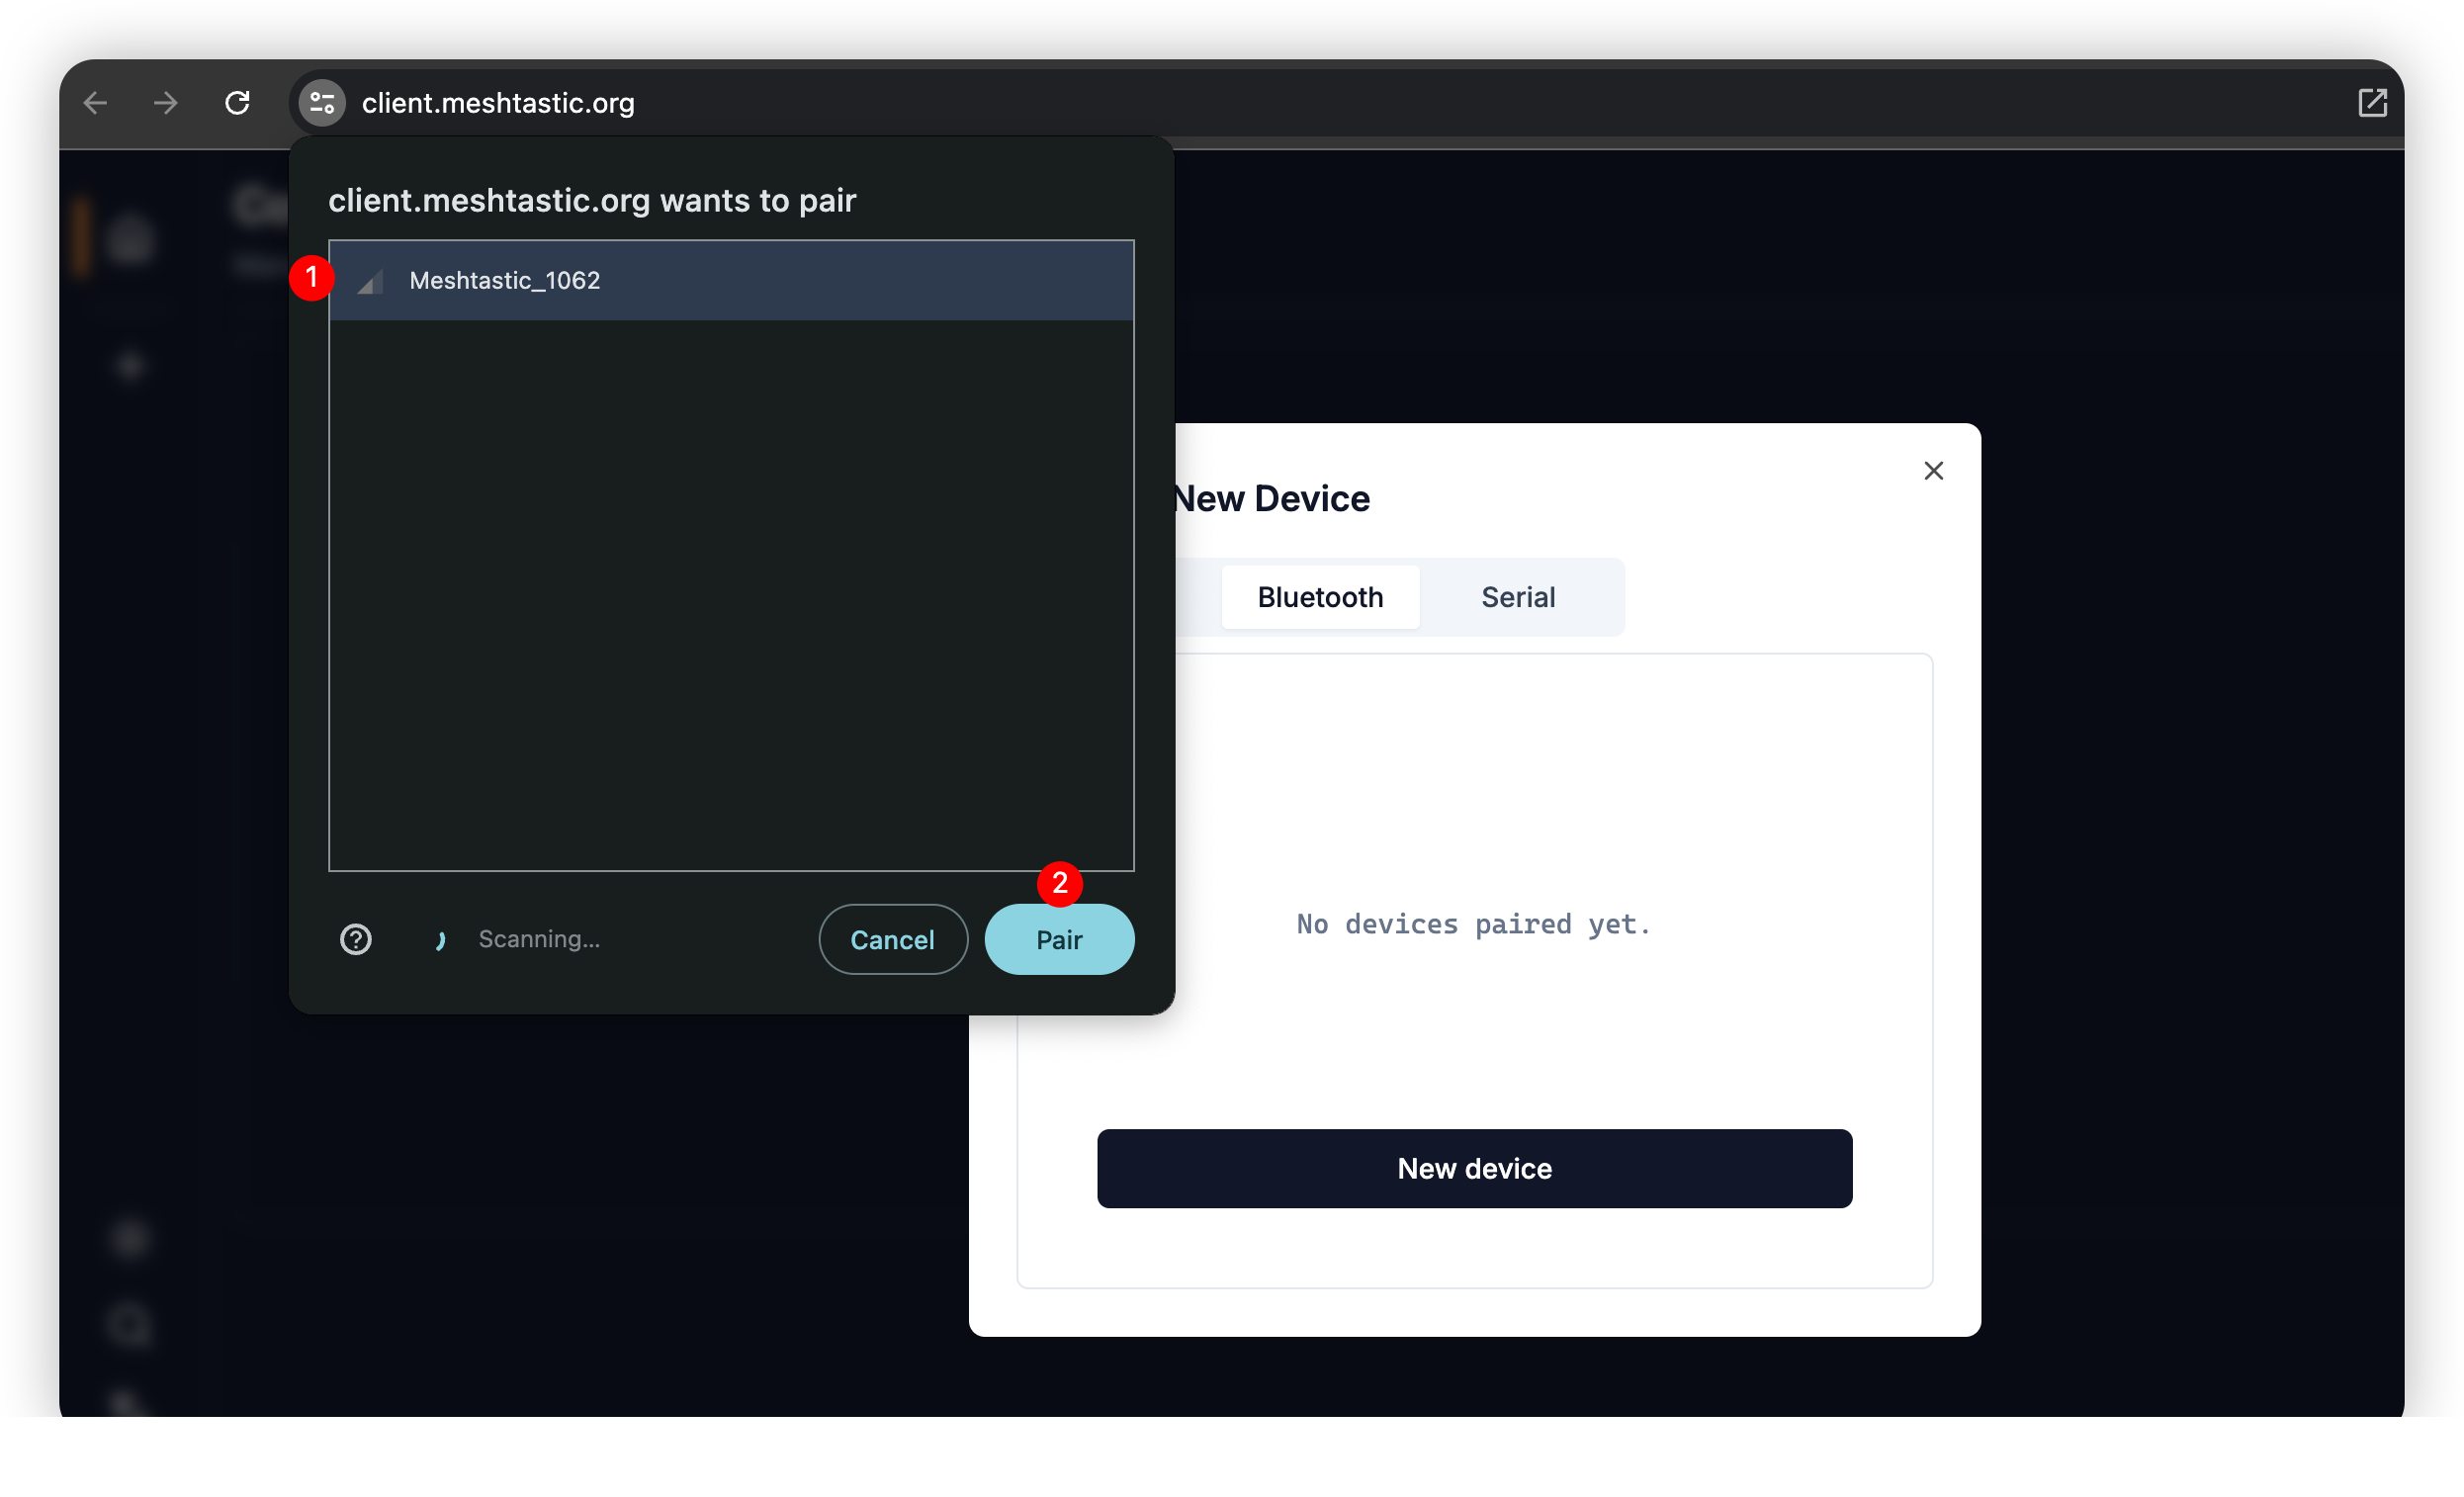 client.meshtastic.org
client.meshtastic.org wants to pair
1
Meshtastic_1062
2
Scanning...
Cancel
Pair
New Device
Bluetooth
Serial
No devices paired yet.
New device